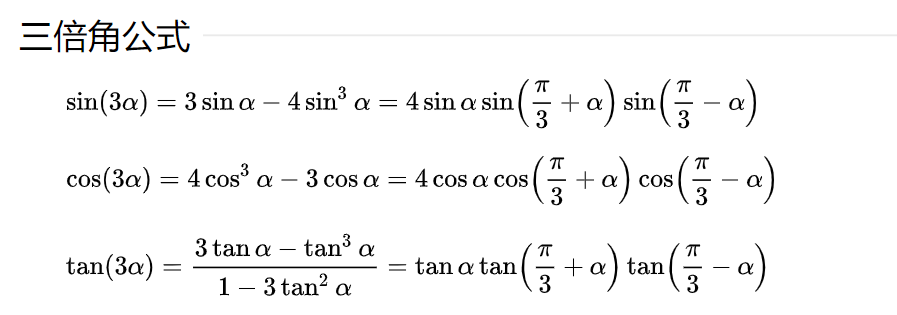 三倍角公式
sin(3α) = 3 sin α − 4 sin³ α = 4 sin α sin(π/3 + α) sin(π/3 − α)
cos(3α) = 4 cos³ α − 3 cos α = 4 cos α cos(π/3 + α) cos(π/3 − α)
tan(3α) = (3 tan α − tan³ α)/(1 − 3 tan² α) = tan α tan(π/3 + α) tan(π/3 − α)